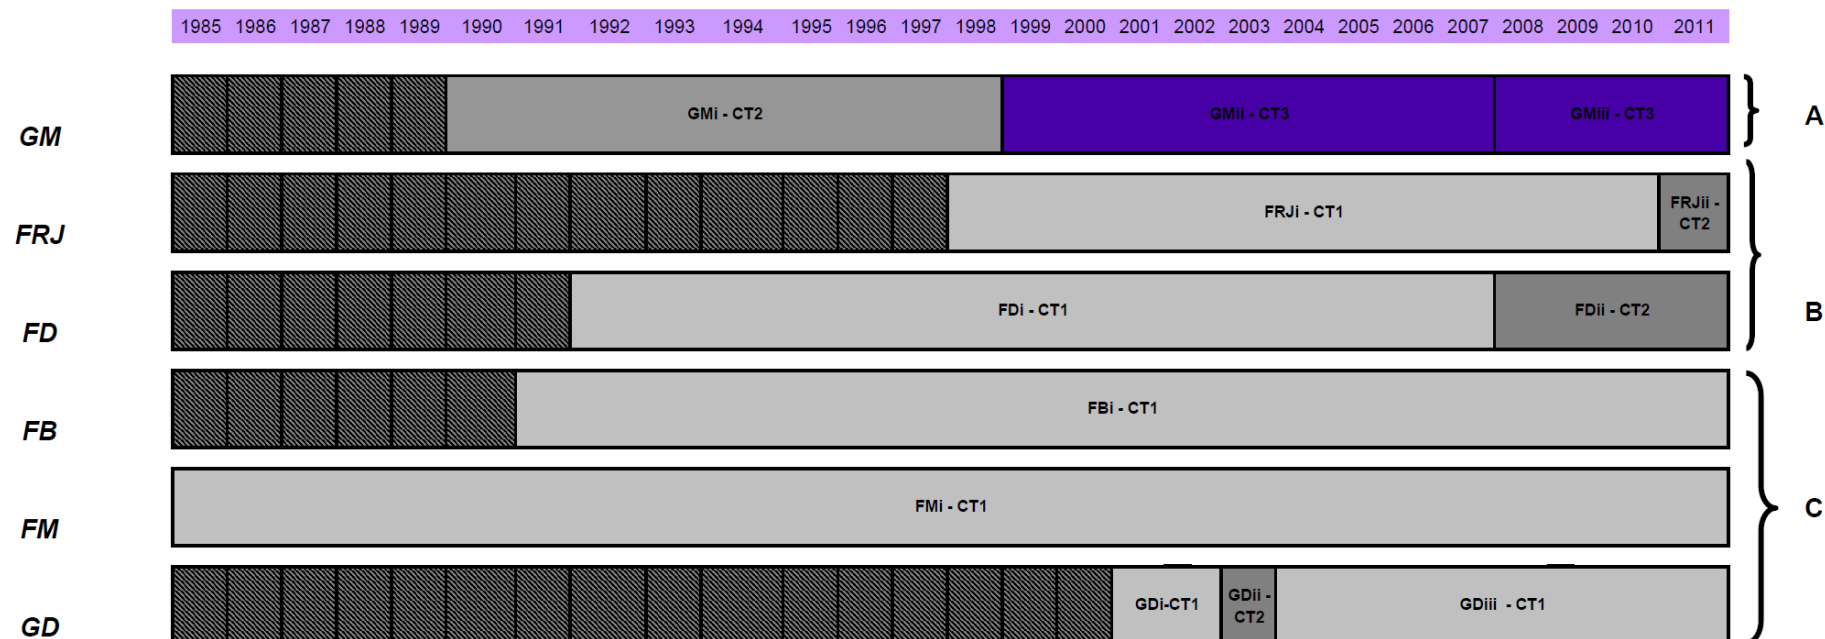 1985 1986 1987 1988 1989 1990 1991 1992 1993 1994 1995 1996 1997 1998 1999 2000 2001 2002 2003 2004 2005 2006 2007 2008 2009 2010 2011
GM
GMi - CT2
GMii - CT3
GMiii - CT3
A
FRJ
FRJi - CT1
FRJii -
CT2
FD
FDi - CT1
FDii - CT2
B
FB
FBi - CT1
FM
FMi - CT1
C
GD
GDi-CT1
GDii -
CT2
GDiii - CT1